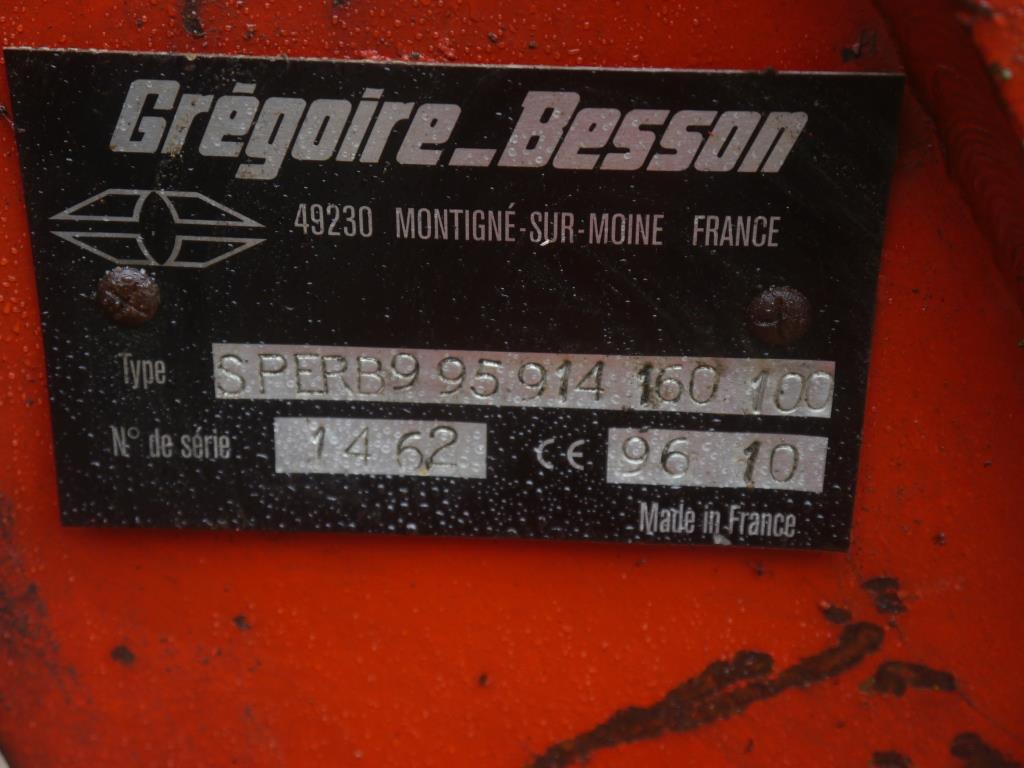 Grégoire_Besson
49230 MONTIGNÉ-SUR-MOINE FRANCE
Type SPERB9 95 914 160 100
N° de série 1462 CE 96 10
Made in France